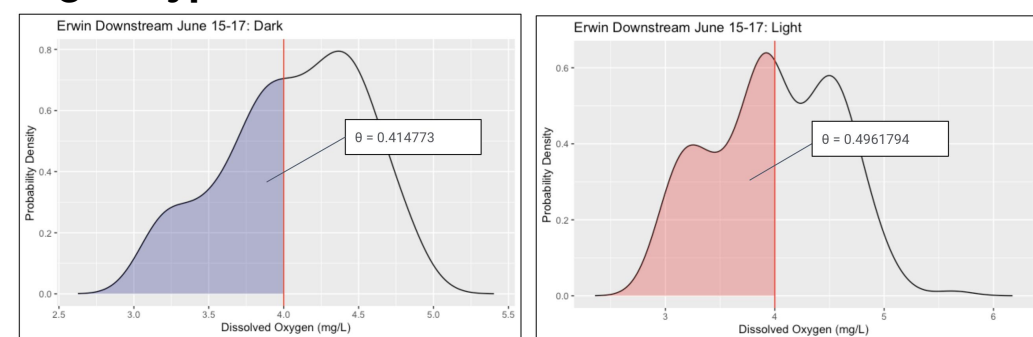 Erwin Downstream June 15-17: Dark
0.8
0.6
0.4
0.2
0.0
Probability Density
θ = 0.414773
2.5 3.0 3.5 4.0 4.5 5.0 5.5
Dissolved Oxygen (mg/L)
Erwin Downstream June 15-17: Light
0.6
0.4
0.2
0.0
Probability Density
θ = 0.4961794
3 4 5 6
Dissolved Oxygen (mg/L)